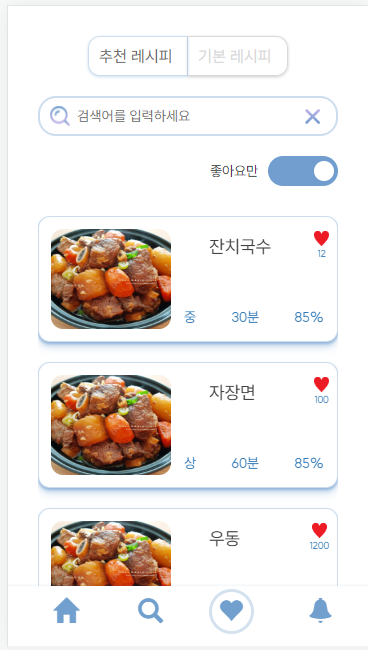 추천 레시피 기본 레시피
검색어를 입력하세요
좋아요만
잔치국수
12
중 30분 85%
자장면
100
상 60분 85%
우동
1200